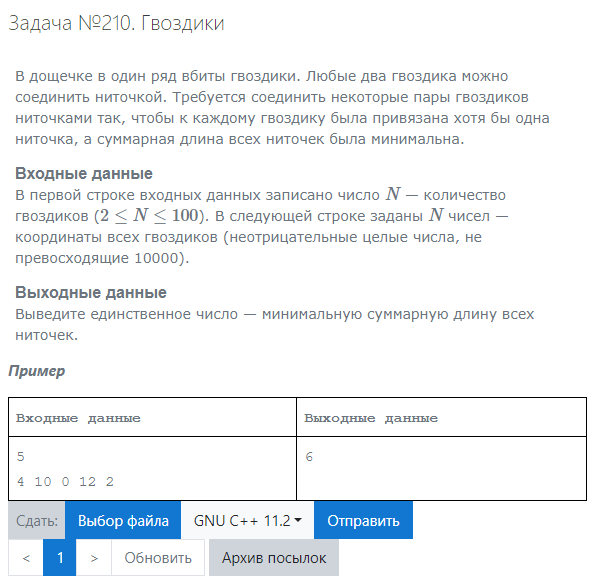 Задача №210. Гвоздики
В дощечке в один ряд вбиты гвоздики. Любые два гвоздика можно
соединить ниточкой. Требуется соединить некоторые пары гвоздиков
ниточками так, чтобы к каждому гвоздику была привязана хотя бы одна
ниточка, а суммарная длина всех ниточек была минимальна.
Входные данные
В первой строке входных данных записано число N — количество
гвоздиков (2 ≤ N ≤ 100). В следующей строке заданы N чисел —
координаты всех гвоздиков (неотрицательные целые числа, не
превосходящие 10000).
Выходные данные
Выведите единственное число — минимальную суммарную длину всех
ниточек.
Пример
Входные данные Выходные данные
5 6
4 10 0 12 2
Сдать: Выбор файла GNU C++ 11.2 Отправить
< 1 > Обновить Архив посылок